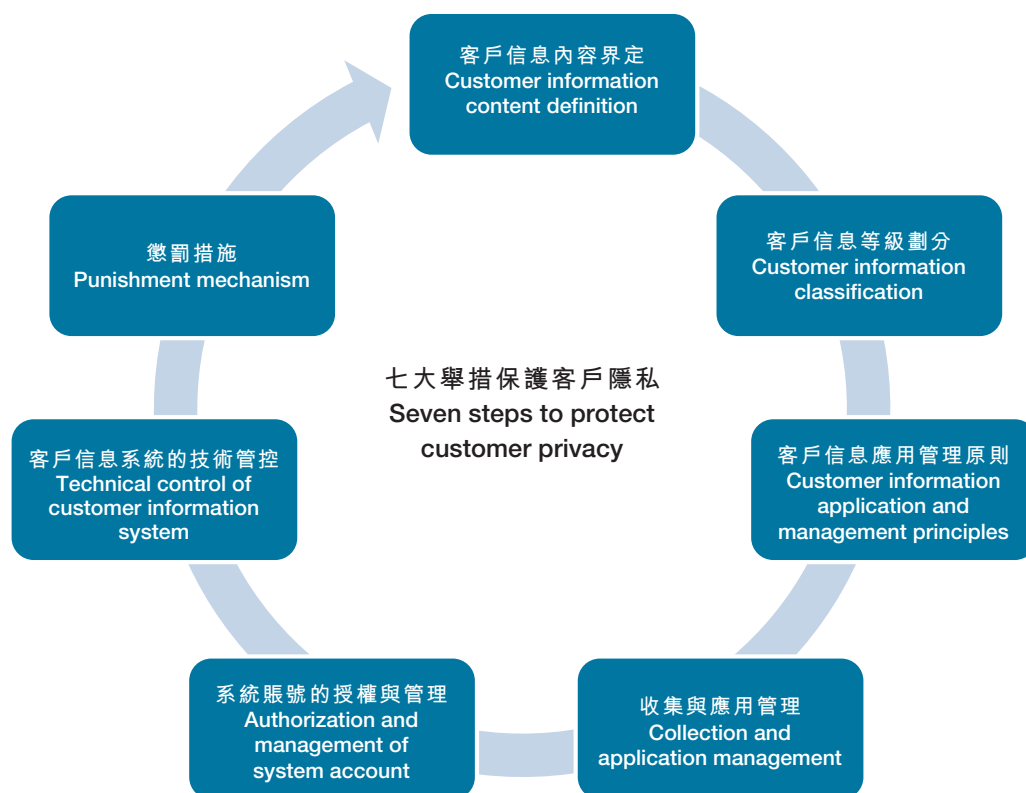 客戶信息內容界定
Customer information
content definition
客戶信息等級劃分
Customer information
classification
客戶信息應用管理原則
Customer information
application and
management principles
收集與應用管理
Collection and
application management
系統賬號的授權與管理
Authorization and
management of
system account
客戶信息系統的技術管控
Technical control of
customer information
system
懲罰措施
Punishment mechanism
七大舉措保護客戶隱私
Seven steps to protect
customer privacy